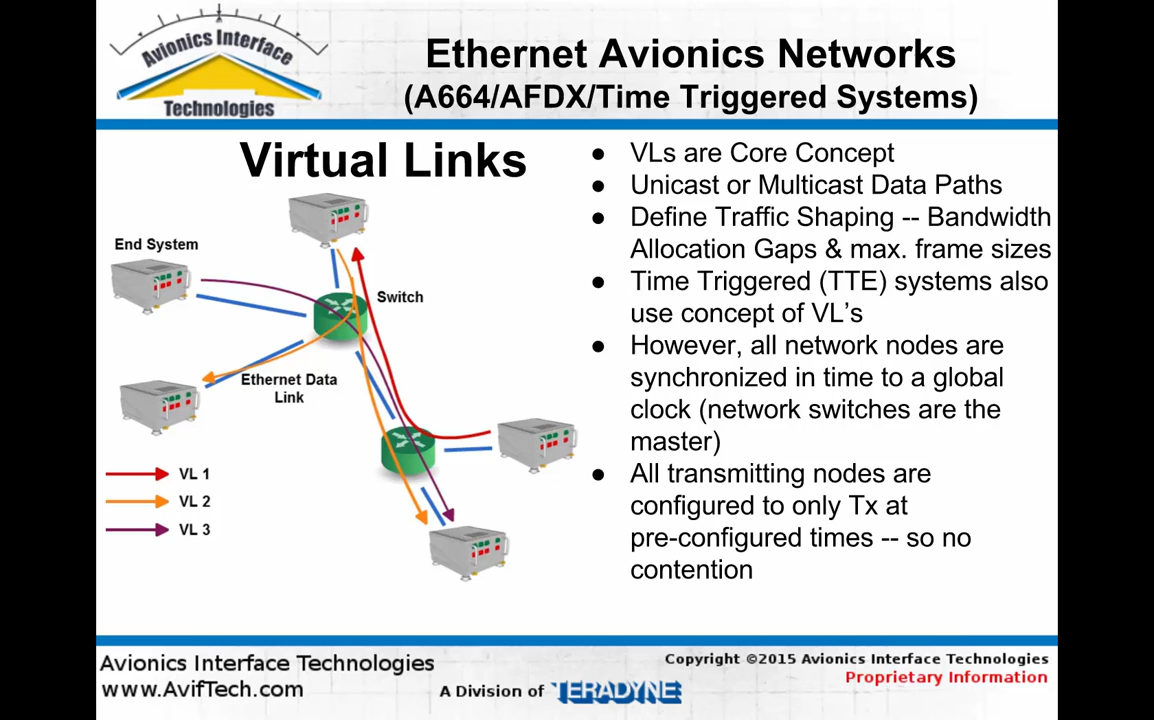 Avionics Interface
Technologies
Ethernet Avionics Networks
(A664/AFDX/Time Triggered Systems)
Virtual Links
End System
Switch
Ethernet Data
Link
VL 1
VL 2
VL 3
● VLs are Core Concept
● Unicast or Multicast Data Paths
● Define Traffic Shaping -- Bandwidth
Allocation Gaps & max. frame sizes
● Time Triggered (TTE) systems also
use concept of VL’s
● However, all network nodes are
synchronized in time to a global
clock (network switches are the
master)
● All transmitting nodes are
configured to only Tx at
pre-configured times -- so no
contention
Avionics Interface Technologies
www.AvifTech.com
A Division of TERADYNE
Copyright ©2015 Avionics Interface Technologies
Proprietary Information